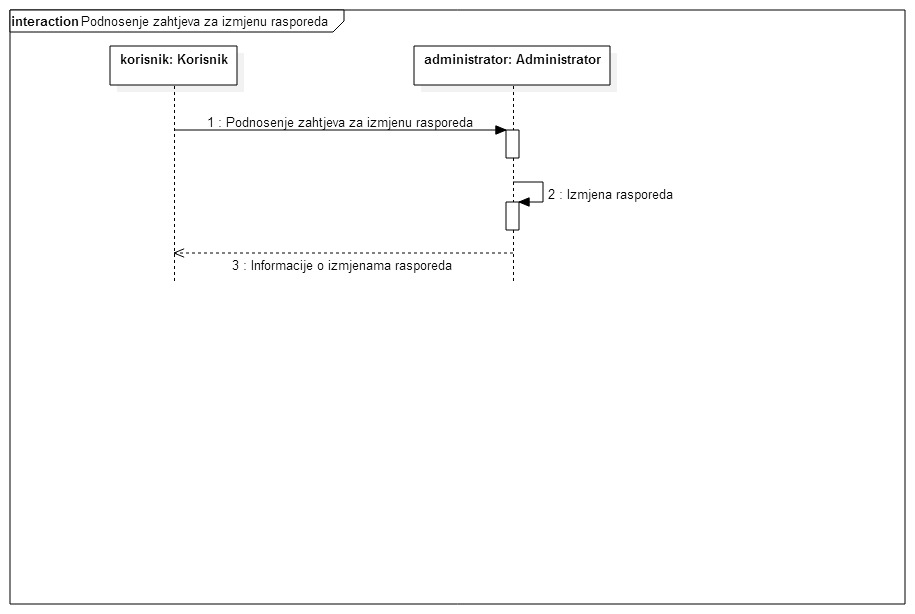 interaction Podnosenje zahtjeva za izmjenu rasporeda
korisnik: Korisnik
administrator: Administrator
1 : Podnosenje zahtjeva za izmjenu rasporeda
2 : Izmjena rasporeda
3 : Informacije o izmjenama rasporeda